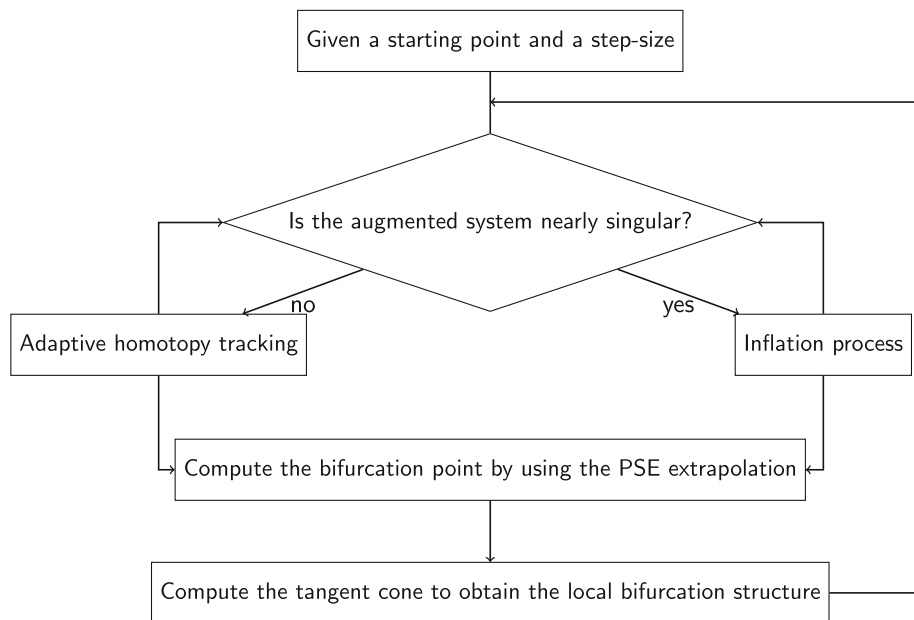 Given a starting point and a step-size
Is the augmented system nearly singular?
no
yes
Adaptive homotopy tracking
Inflation process
Compute the bifurcation point by using the PSE extrapolation
Compute the tangent cone to obtain the local bifurcation structure